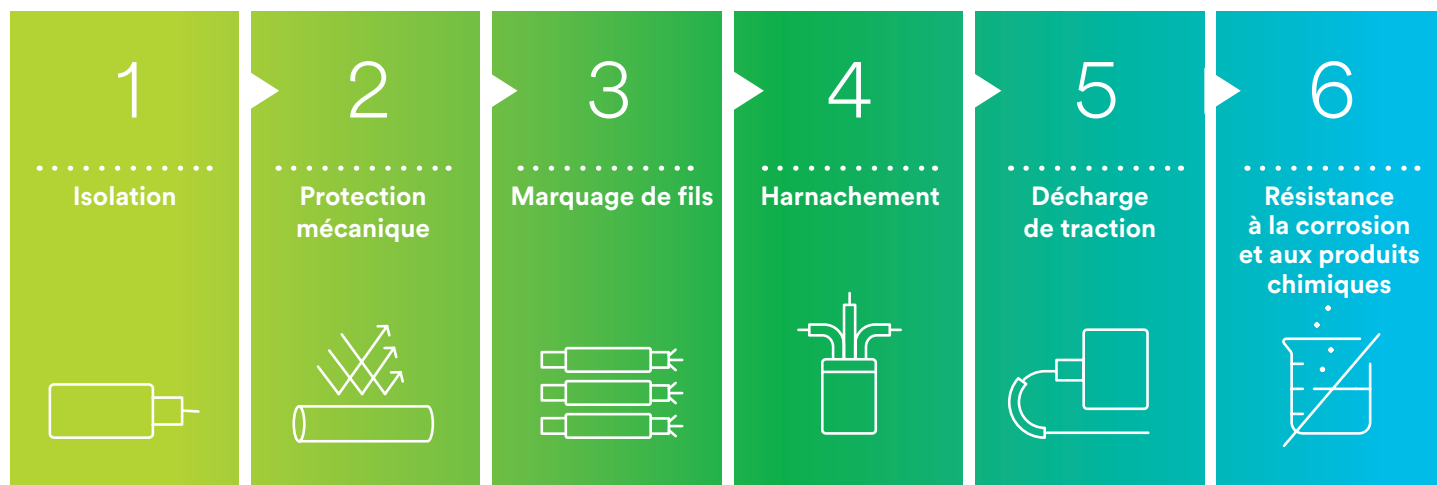 1
Isolation
2
Protection
mécanique
3
Marquage de fils
4
Harnachement
5
Décharge
de traction
6
Résistance
à la corrosion
et aux produits
chimiques